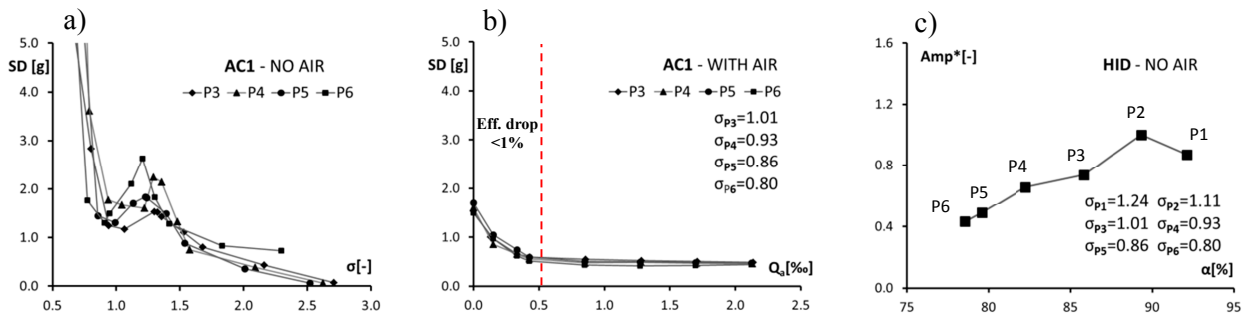 a)
5.0
SD [g]
AC1 - NO AIR
4.0
P3 P4 P5 P6
3.0
2.0
1.0
σ[-]
0.0
0.5 1.0 1.5 2.0 2.5 3.0
b)
5.0
SD [g]
AC1 - WITH AIR
4.0
P3 P4 P5 P6
σP3=1.01
Eff. drop
<1%
σP4=0.93
3.0
σP5=0.86
σP6=0.80
2.0
1.0
Qa[‰]
0.0
0.0 0.5 1.0 1.5 2.0 2.5
c)
1.6
Amp*[-]
HID - NO AIR
1.2
P2
P1
0.8
P3
P4
P5
P6
σP1=1.24 σP2=1.11
0.4
σP3=1.01 σP4=0.93
σP5=0.86 σP6=0.80
α[%]
0.0
75 80 85 90 95